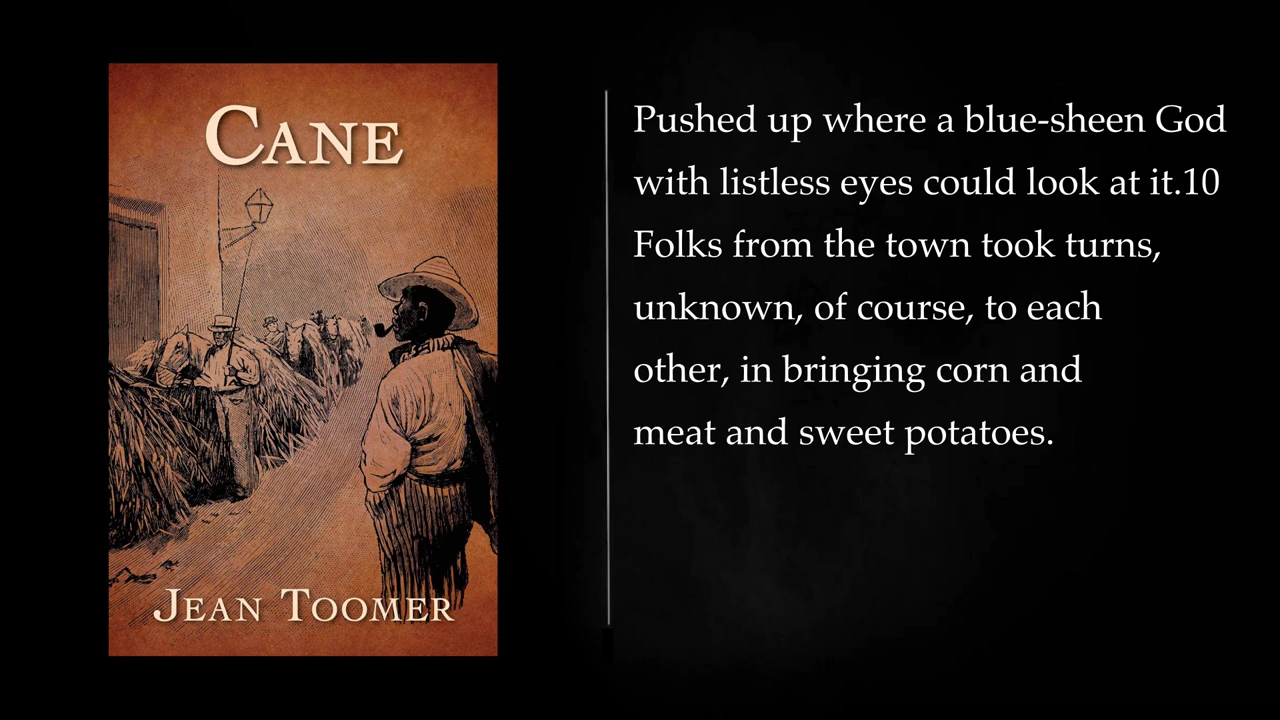 CANE
JEAN TOOMER
Pushed up where a blue-sheen God
with listless eyes could look at it.10
Folks from the town took turns,
unknown, of course, to each
other, in bringing corn and
meat and sweet potatoes.